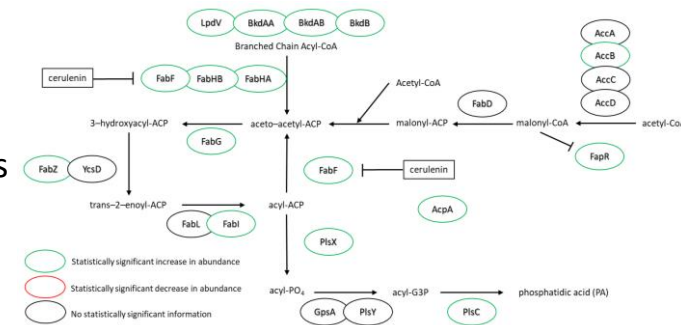 LpdV BkdAA BkdAB BkdB
Branched Chain Acyl-CoA
AccA
AccB
AccC
AccD
cerulenin FabF FabHB FabHA
Acetyl-CoA
FabD
3–hydroxyacyl-ACP aceto–acetyl-ACP malonyl-ACP malonyl-CoA acetyl-Co
FabG
FapR
s
FabZ YcsD
FabF cerulenin
trans–2–enoyl-ACP acyl-ACP
AcpA
FabL FabI
PlsX
Statistically significant increase in abundance
Statistically significant decrease in abundance
No statistically significant information
acyl-PO₄ acyl-G3P phosphatidic acid (PA)
GpsA PlsY PlsC